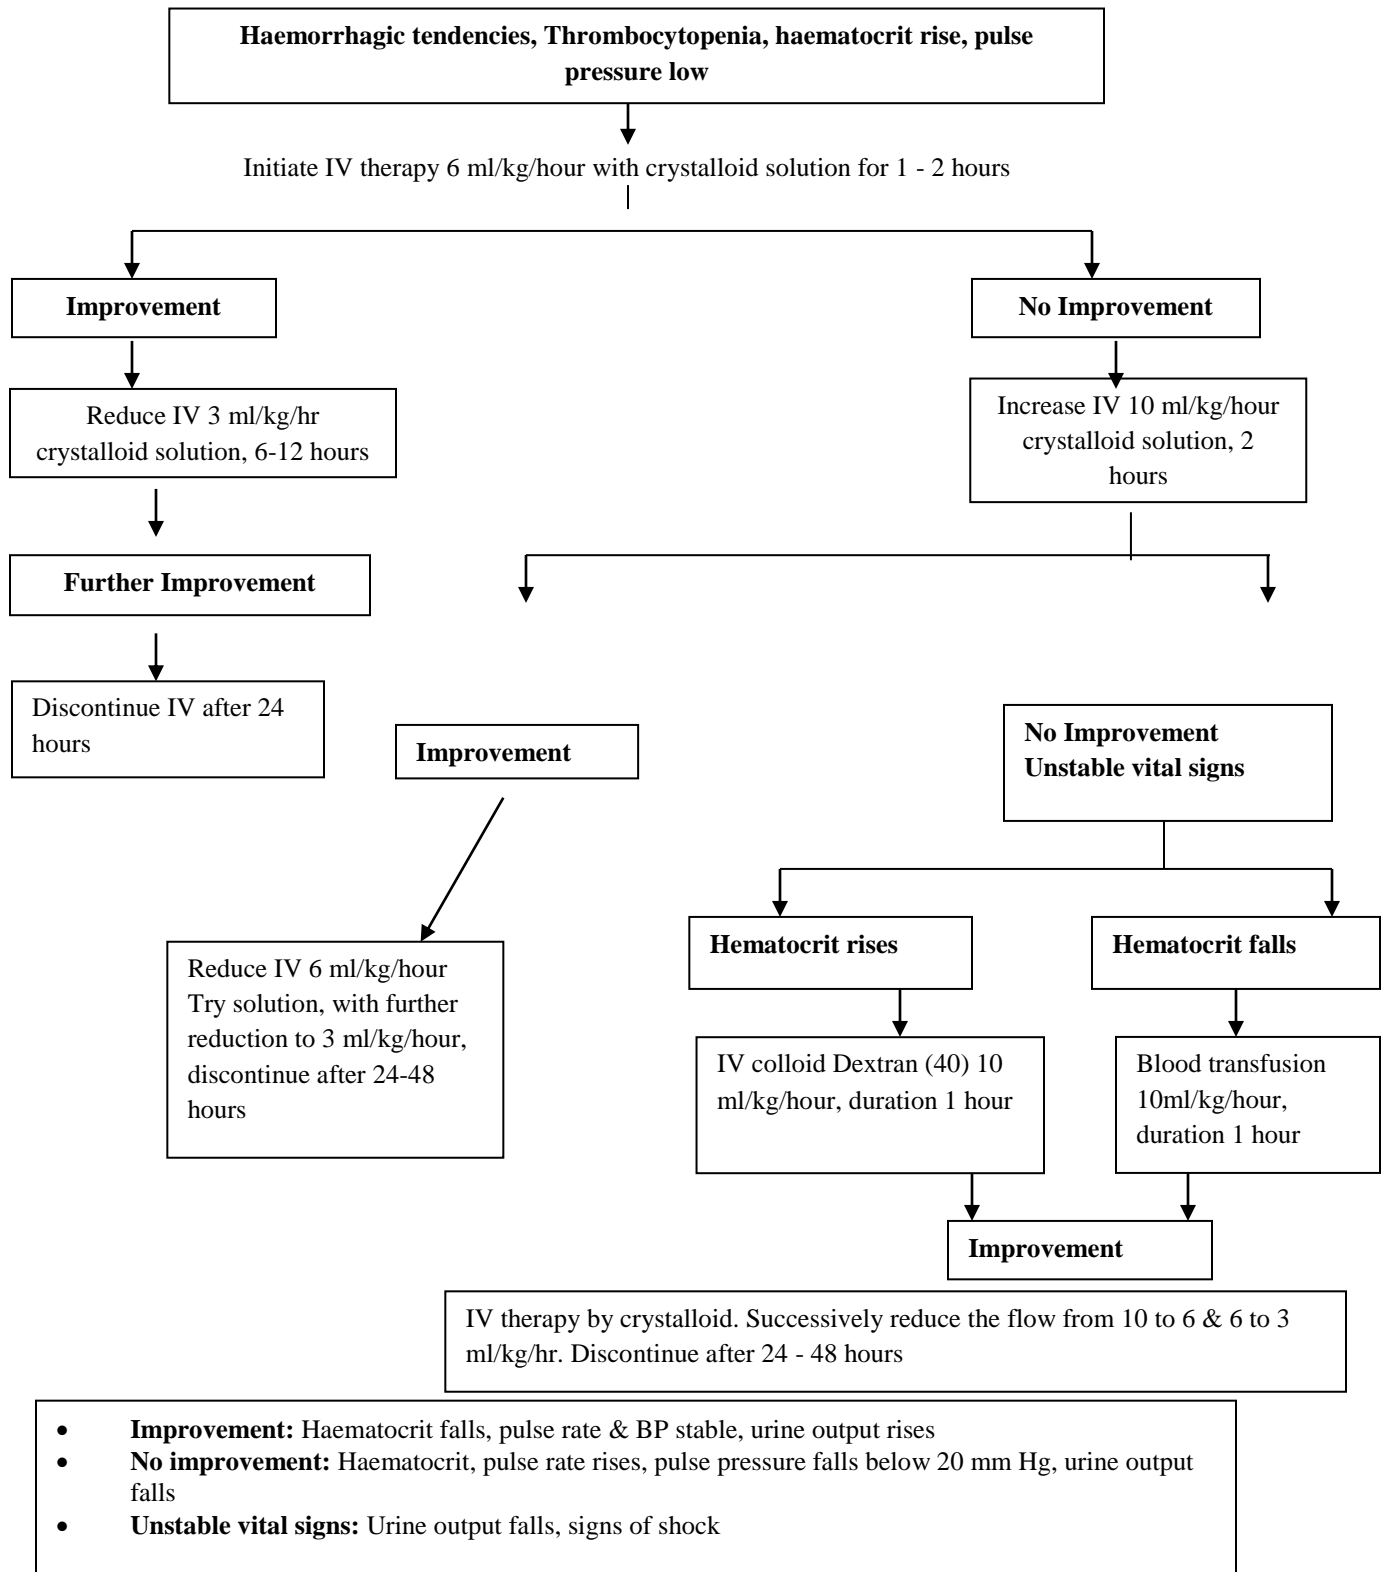 Haemorrhagic tendencies, Thrombocytopenia, haematocrit rise, pulse
pressure low
Initiate IV therapy 6 ml/kg/hour with crystalloid solution for 1 - 2 hours
Improvement
No Improvement
Reduce IV 3 ml/kg/hr
crystalloid solution, 6-12 hours
Increase IV 10 ml/kg/hour
crystalloid solution, 2
hours
Further Improvement
Discontinue IV after 24
hours
Improvement
No Improvement
Unstable vital signs
Reduce IV 6 ml/kg/hour
Try solution, with further
reduction to 3 ml/kg/hour,
discontinue after 24-48
hours
Hematocrit rises
Hematocrit falls
IV colloid Dextran (40) 10
ml/kg/hour, duration 1 hour
Blood transfusion
10ml/kg/hour,
duration 1 hour
Improvement
IV therapy by crystalloid. Successively reduce the flow from 10 to 6 & 6 to 3
ml/kg/hr. Discontinue after 24 - 48 hours
• Improvement: Haematocrit falls, pulse rate & BP stable, urine output rises
• No improvement: Haematocrit, pulse rate rises, pulse pressure falls below 20 mm Hg, urine output
falls
• Unstable vital signs: Urine output falls, signs of shock